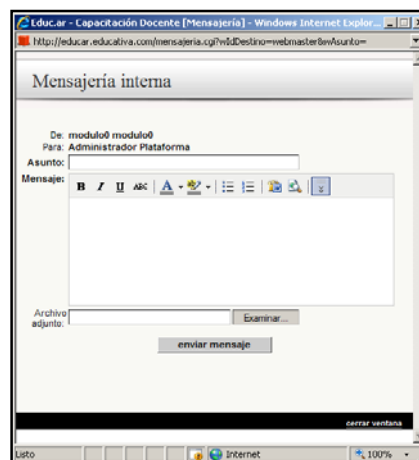 Educ.ar - Capacitación Docente [Mensajería] - Windows Internet Explor...
http://educar.educativa.com/mensajeria.cgi?wIdDestino=webmaster&wAsunto=
Mensajería interna
De: modulo0 modulo0
Para: Administrador Plataforma
Asunto:
Mensaje:
B I U ABC A ab
Archivo adjunto:
Examinar...
enviar mensaje
cerrar ventana
Listo Internet 100%